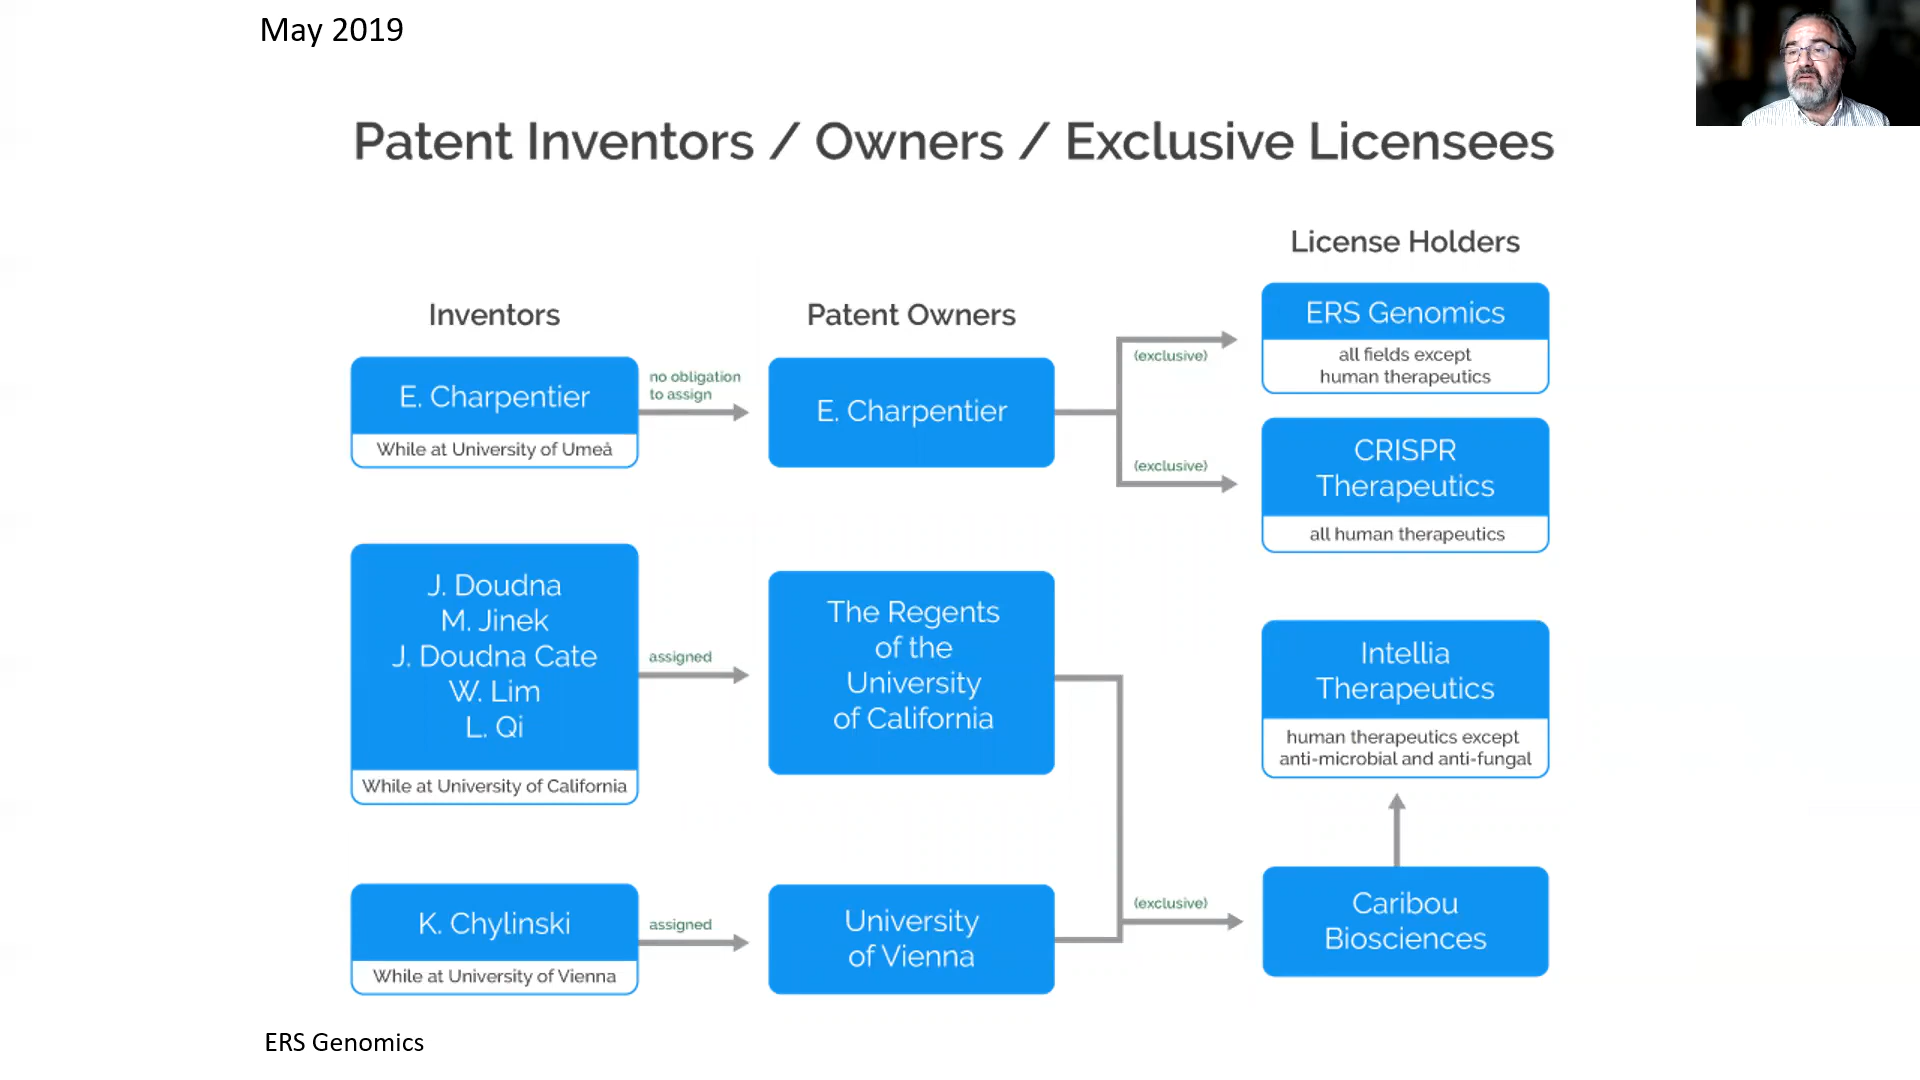 May 2019
Patent Inventors / Owners / Exclusive Licensees
License Holders
Inventors
Patent Owners
E. Charpentier
While at University of Umeå
no obligation
to assign
E. Charpentier
(exclusive)
(exclusive)
ERS Genomics
all fields except
human therapeutics
CRISPR
Therapeutics
all human therapeutics
J. Doudna
M. Jinek
J. Doudna Cate
W. Lim
L. Qi
While at University of California
assigned
The Regents
of the
University
of California
Intellia
Therapeutics
human therapeutics except
anti-microbial and anti-fungal
K. Chylinski
While at University of Vienna
assigned
University
of Vienna
(exclusive)
Caribou
Biosciences
ERS Genomics